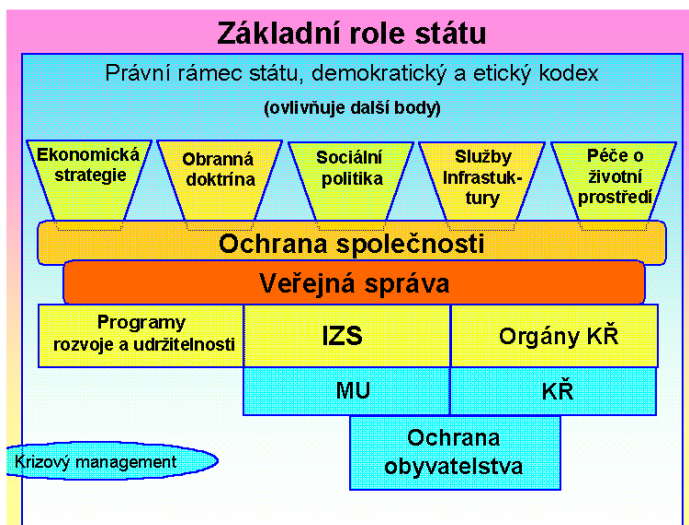 Základní role státu
Právní rámec státu, demokratický a etický kodex
(ovlivňuje další body)
Ekonomická
strategie
Obranná
doktrína
Sociální
politika
Služby
Infrastuk-
tury
Péče o
životní
prostředí
Ochrana společnosti
Veřejná správa
Programy
rozvoje a udržitelnosti
IZS
Orgány KŘ
MU
KŘ
Ochrana
obyvatelstva
Krizový management